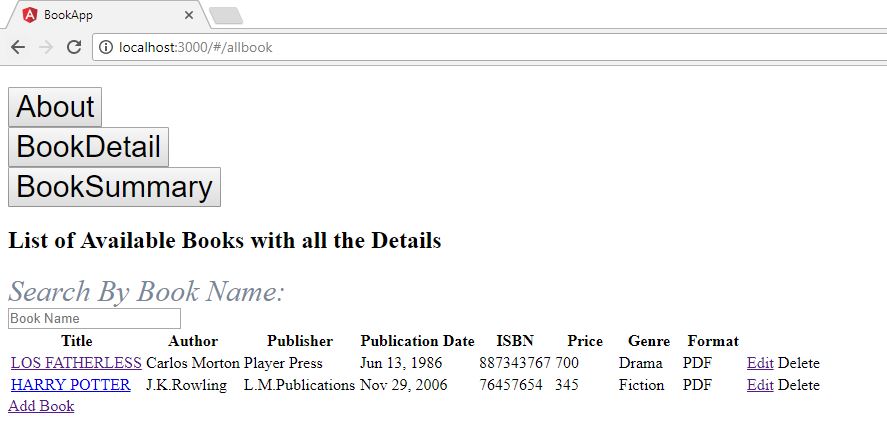 BookApp
localhost:3000/#/allbook
About
BookDetail
BookSummary
List of Available Books with all the Details
Search By Book Name:
Book Name
Title Author Publisher Publication Date ISBN Price Genre Format
LOS FATHERLESS Carlos Morton Player Press Jun 13, 1986 887343767 700 Drama PDF Edit Delete
HARRY POTTER J.K.Rowling L.M.Publications Nov 29, 2006 76457654 345 Fiction PDF Edit Delete
Add Book